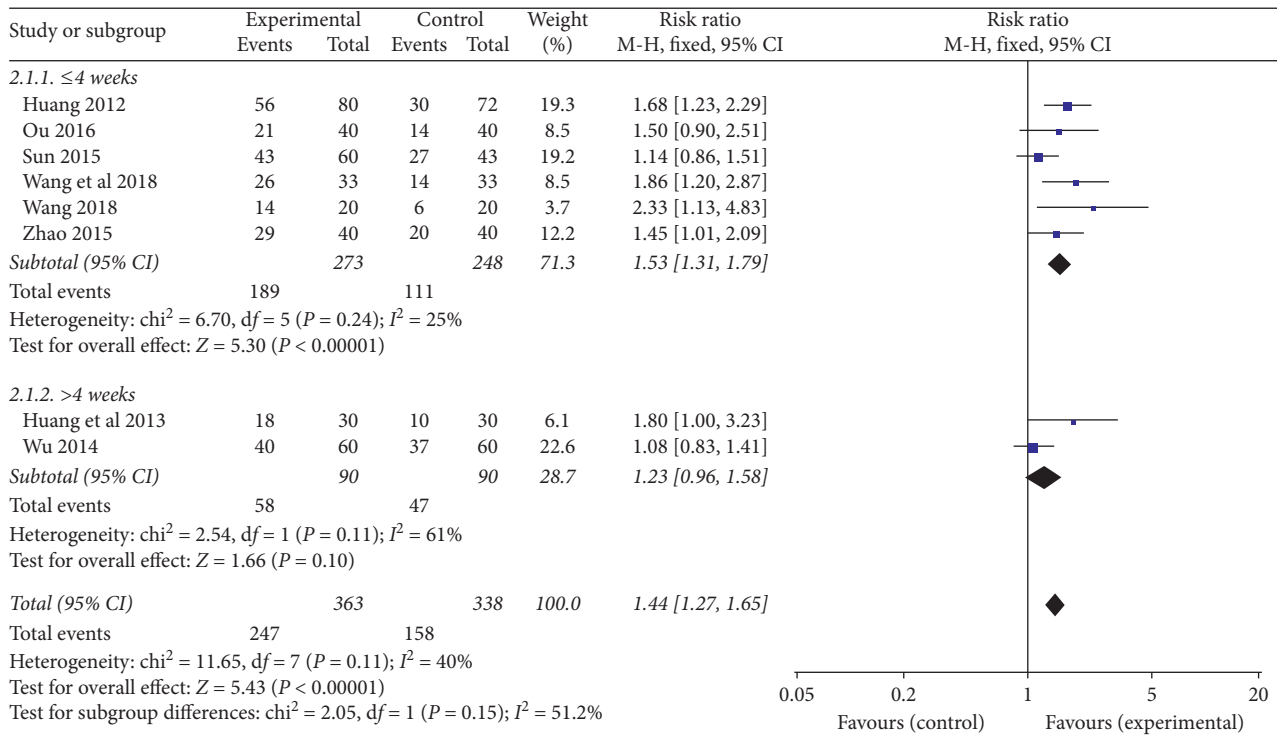 Study or subgroup Experimental Control Weight Risk ratio Risk ratio
Events Total Events Total (%) M-H, fixed, 95% CI M-H, fixed, 95% CI
2.1.1. ≤4 weeks
Huang 2012 56 80 30 72 19.3 1.68 [1.23, 2.29]
Ou 2016 21 40 14 40 8.5 1.50 [0.90, 2.51]
Sun 2015 43 60 27 43 19.2 1.14 [0.86, 1.51]
Wang et al 2018 26 33 14 33 8.5 1.86 [1.20, 2.87]
Wang 2018 14 20 6 20 3.7 2.33 [1.13, 4.83]
Zhao 2015 29 40 20 40 12.2 1.45 [1.01, 2.09]
Subtotal (95% CI) 273 248 71.3 1.53 [1.31, 1.79]
Total events 189 111
Heterogeneity: chi² = 6.70, df = 5 (P = 0.24); I² = 25%
Test for overall effect: Z = 5.30 (P < 0.00001)
2.1.2. >4 weeks
Huang et al 2013 18 30 10 30 6.1 1.80 [1.00, 3.23]
Wu 2014 40 60 37 60 22.6 1.08 [0.83, 1.41]
Subtotal (95% CI) 90 90 28.7 1.23 [0.96, 1.58]
Total events 58 47
Heterogeneity: chi² = 2.54, df = 1 (P = 0.11); I² = 61%
Test for overall effect: Z = 1.66 (P = 0.10)
Total (95% CI) 363 338 100.0 1.44 [1.27, 1.65]
Total events 247 158
Heterogeneity: chi² = 11.65, df = 7 (P = 0.11); I² = 40%
Test for overall effect: Z = 5.43 (P < 0.00001)
Test for subgroup differences: chi² = 2.05, df = 1 (P = 0.15); I² = 51.2%
0.05 0.2 1 5 20
Favours (control) Favours (experimental)